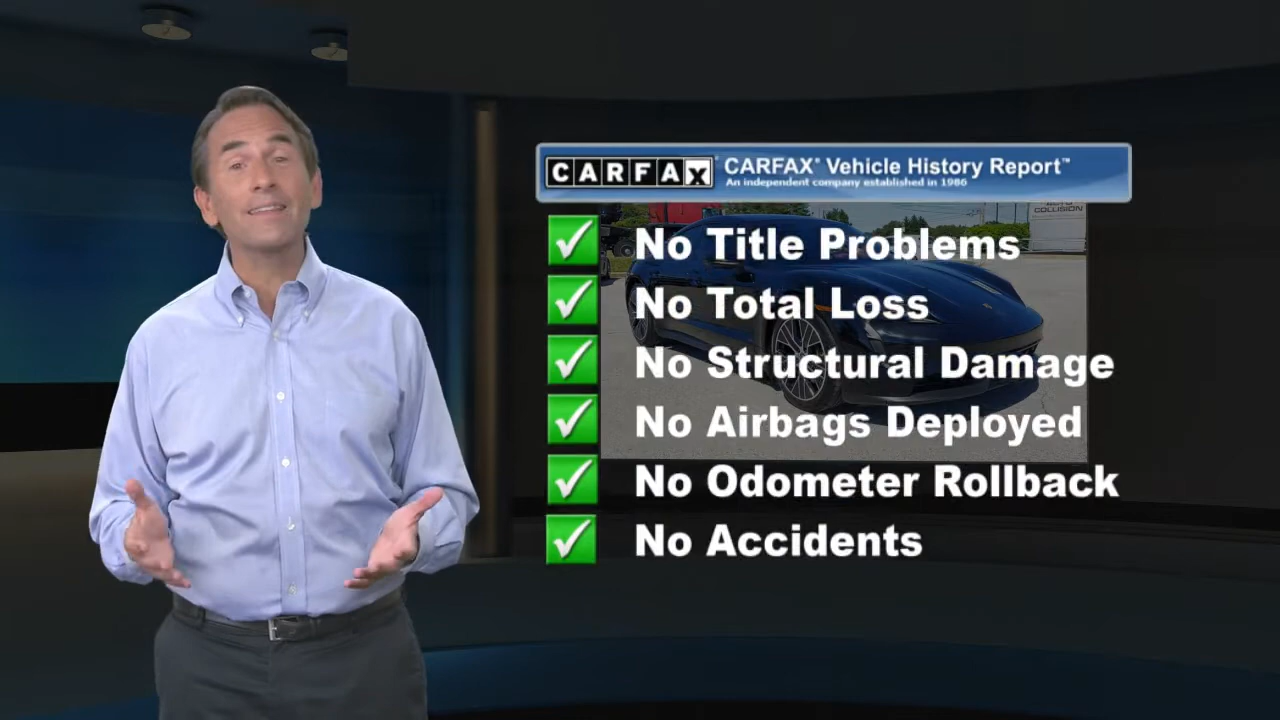 CARFAX CARFAX® Vehicle History Report™
An independent company established in 1986
COLLISION
No Title Problems
No Total Loss
No Structural Damage
No Airbags Deployed
No Odometer Rollback
No Accidents